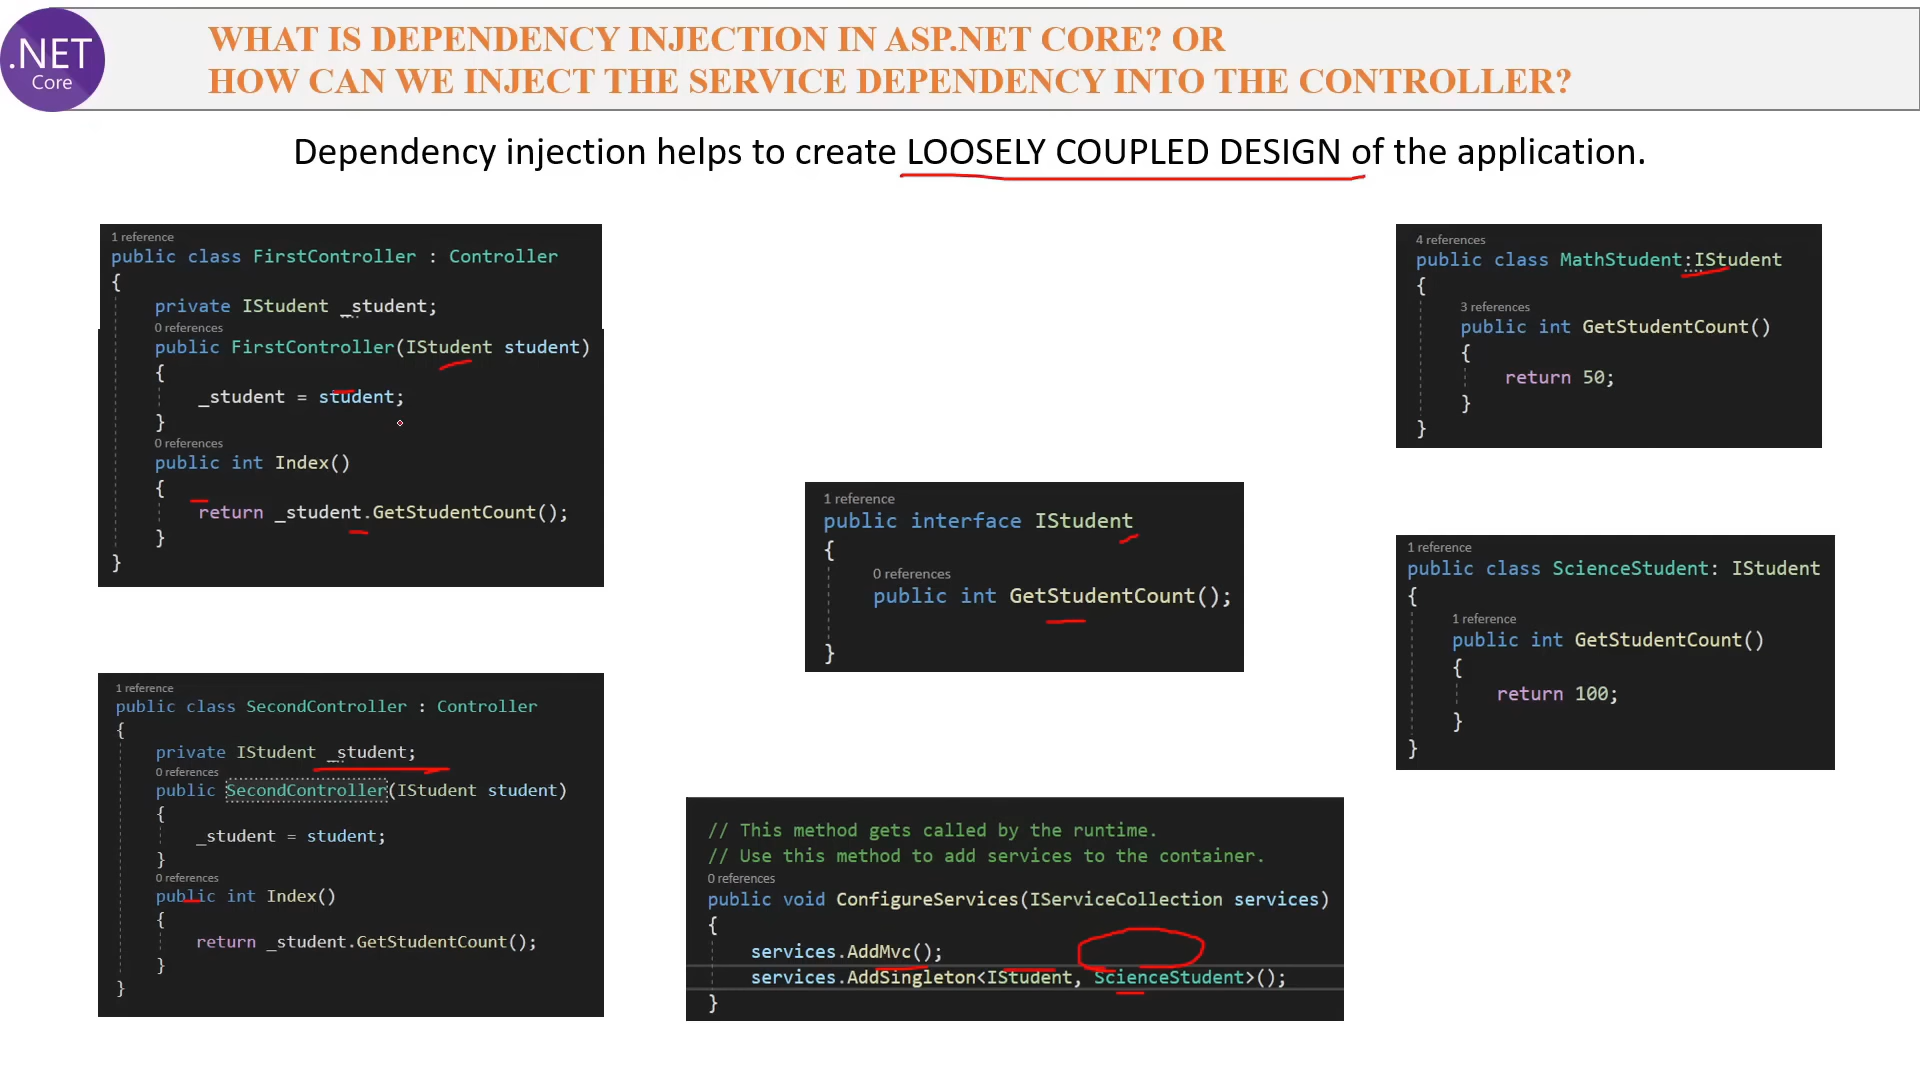 .NET
Core
WHAT IS DEPENDENCY INJECTION IN ASP.NET CORE? OR
HOW CAN WE INJECT THE SERVICE DEPENDENCY INTO THE CONTROLLER?
Dependency injection helps to create LOOSELY COUPLED DESIGN of the application.
1 reference
public class FirstController : Controller
{
private IStudent _student;
0 references
public FirstController(IStudent student)
{
_student = student;
}
0 references
public int Index()
{
return _student.GetStudentCount();
}
}
1 reference
public class SecondController : Controller
{
private IStudent _student;
0 references
public SecondController(IStudent student)
{
_student = student;
}
0 references
public int Index()
{
return _student.GetStudentCount();
}
}
1 reference
public interface IStudent
{
0 references
public int GetStudentCount();
}
// This method gets called by the runtime.
// Use this method to add services to the container.
0 references
public void ConfigureServices(IServiceCollection services)
{
services.AddMvc();
services.AddSingleton<IStudent, ScienceStudent>();
}
4 references
public class MathStudent:IStudent
{
3 references
public int GetStudentCount()
{
return 50;
}
}
1 reference
public class ScienceStudent: IStudent
{
1 reference
public int GetStudentCount()
{
return 100;
}
}